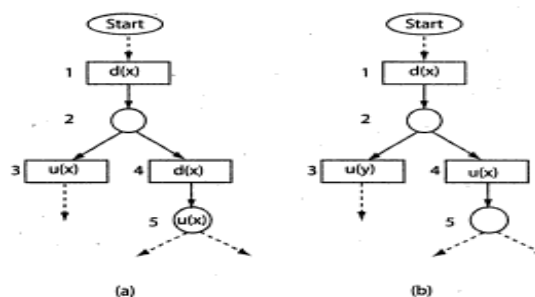 Start Start
1 d(x) 1 d(x)
2 2
3 u(x) 4 d(x) 3 u(y) 4 u(x)
5 u(x) 5
(a) (b)